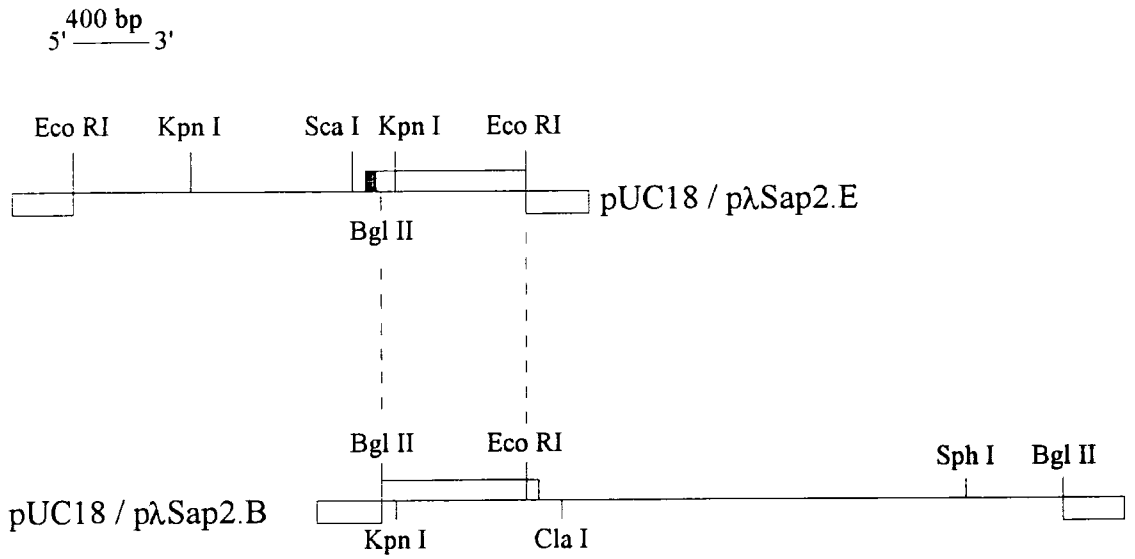 400 bp
5' 3'
Eco RI Kpn I Sca I Kpn I Eco RI
pUC18 / pλSap2.E
Bgl II
Bgl II Eco RI Sph I Bgl II
pUC18 / pλSap2.B
Kpn I Cla I